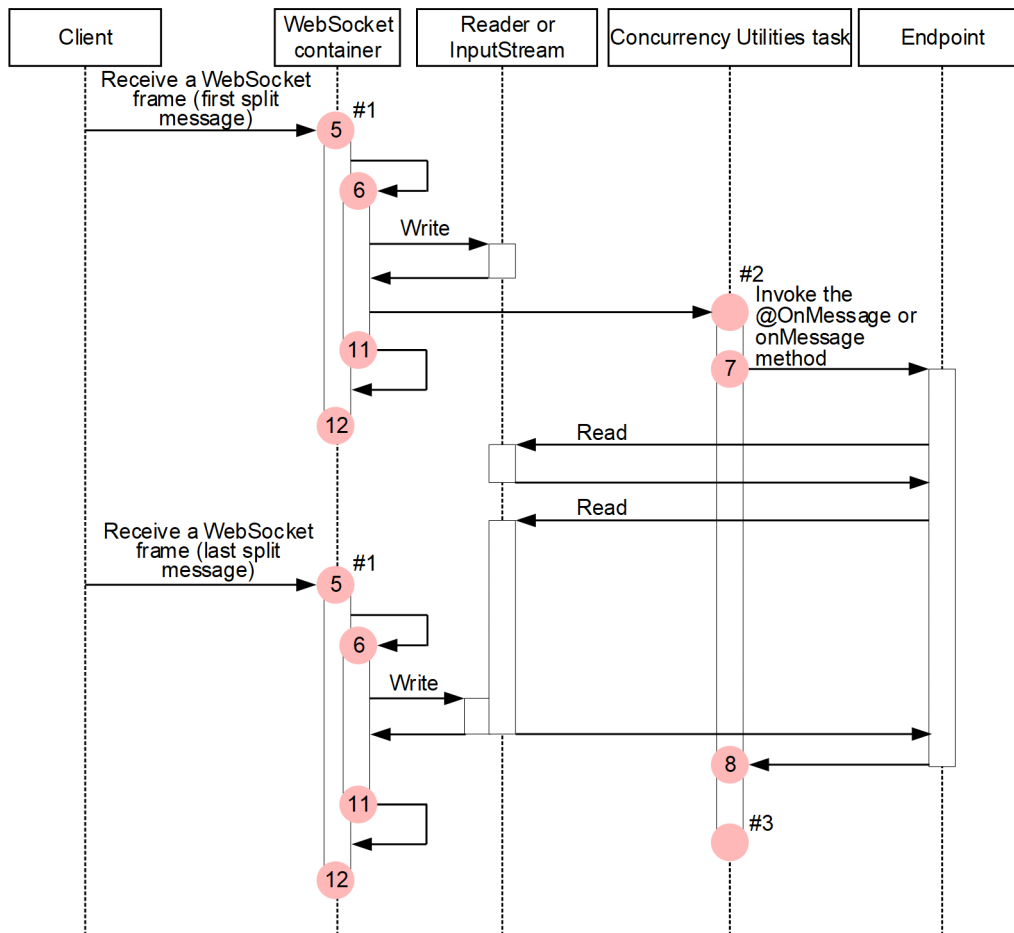 Client
WebSocket
container
Reader or
InputStream
Concurrency Utilities task
Endpoint
Receive a WebSocket
frame (first split
message)
#1
5
6
Write
#2
Invoke the
@OnMessage or
onMessage
method
11
7
12
Read
Read
Receive a WebSocket
frame (last split
message)
#1
5
6
Write
8
11
#3
12